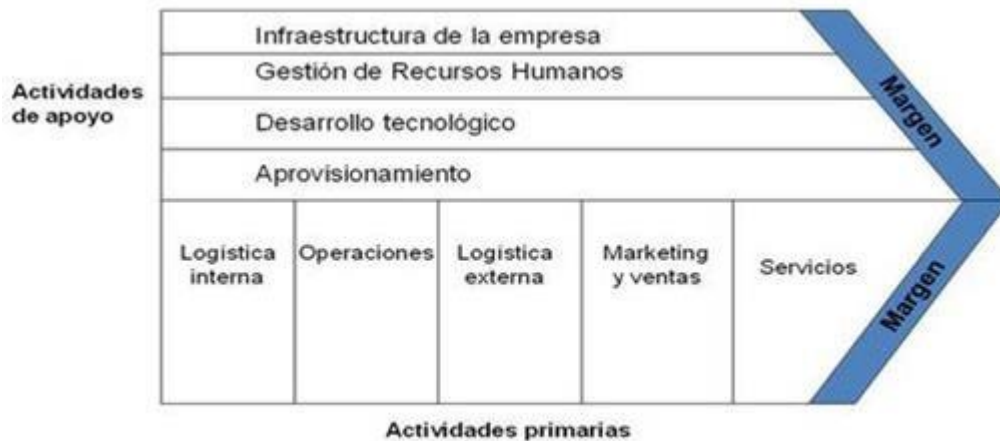 Infraestructura de la empresa
Gestión de Recursos Humanos
Actividades
de apoyo
Desarrollo tecnológico
Aprovisionamiento
Margen
Logística
interna
Operaciones
Logística
externa
Marketing
y ventas
Servicios
Margen
Actividades primarias